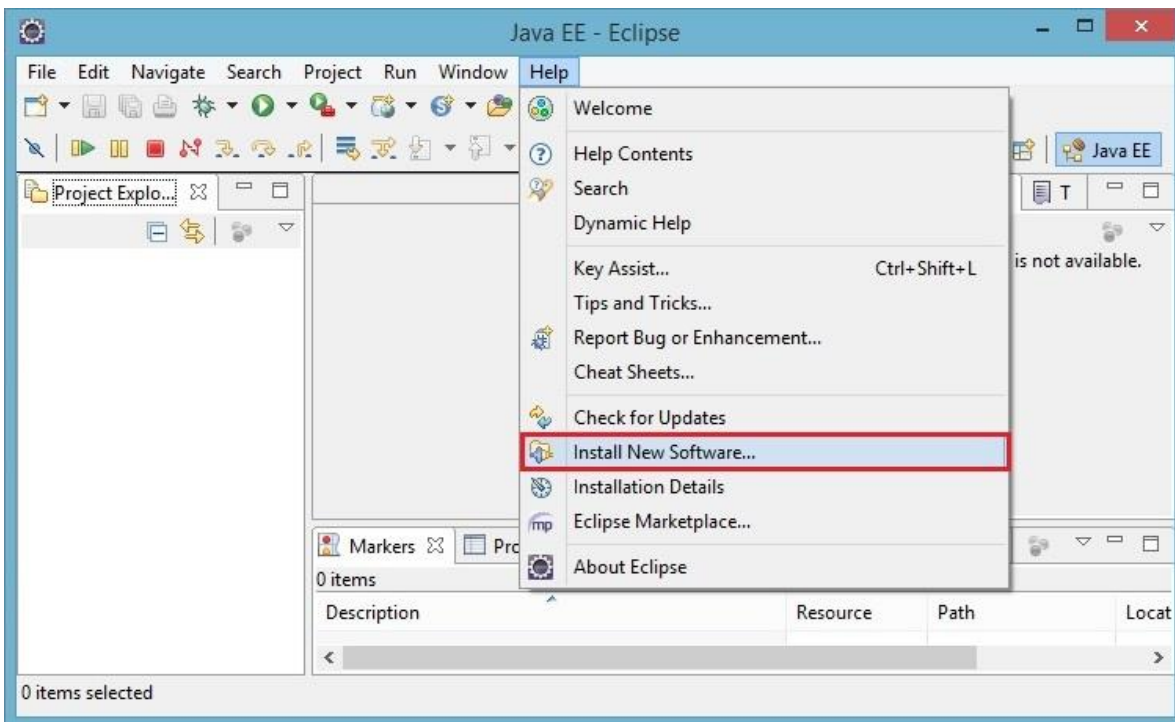 Java EE - Eclipse
File Edit Navigate Search Project Run Window Help
Welcome
Help Contents
Java EE
Project Explo...
Search
T
Dynamic Help
is not available.
Key Assist... Ctrl+Shift+L
Tips and Tricks...
Report Bug or Enhancement...
Cheat Sheets...
Check for Updates
Install New Software...
Installation Details
mp Eclipse Marketplace...
Markers Pro
About Eclipse
0 items
Description Resource Path Locat
0 items selected